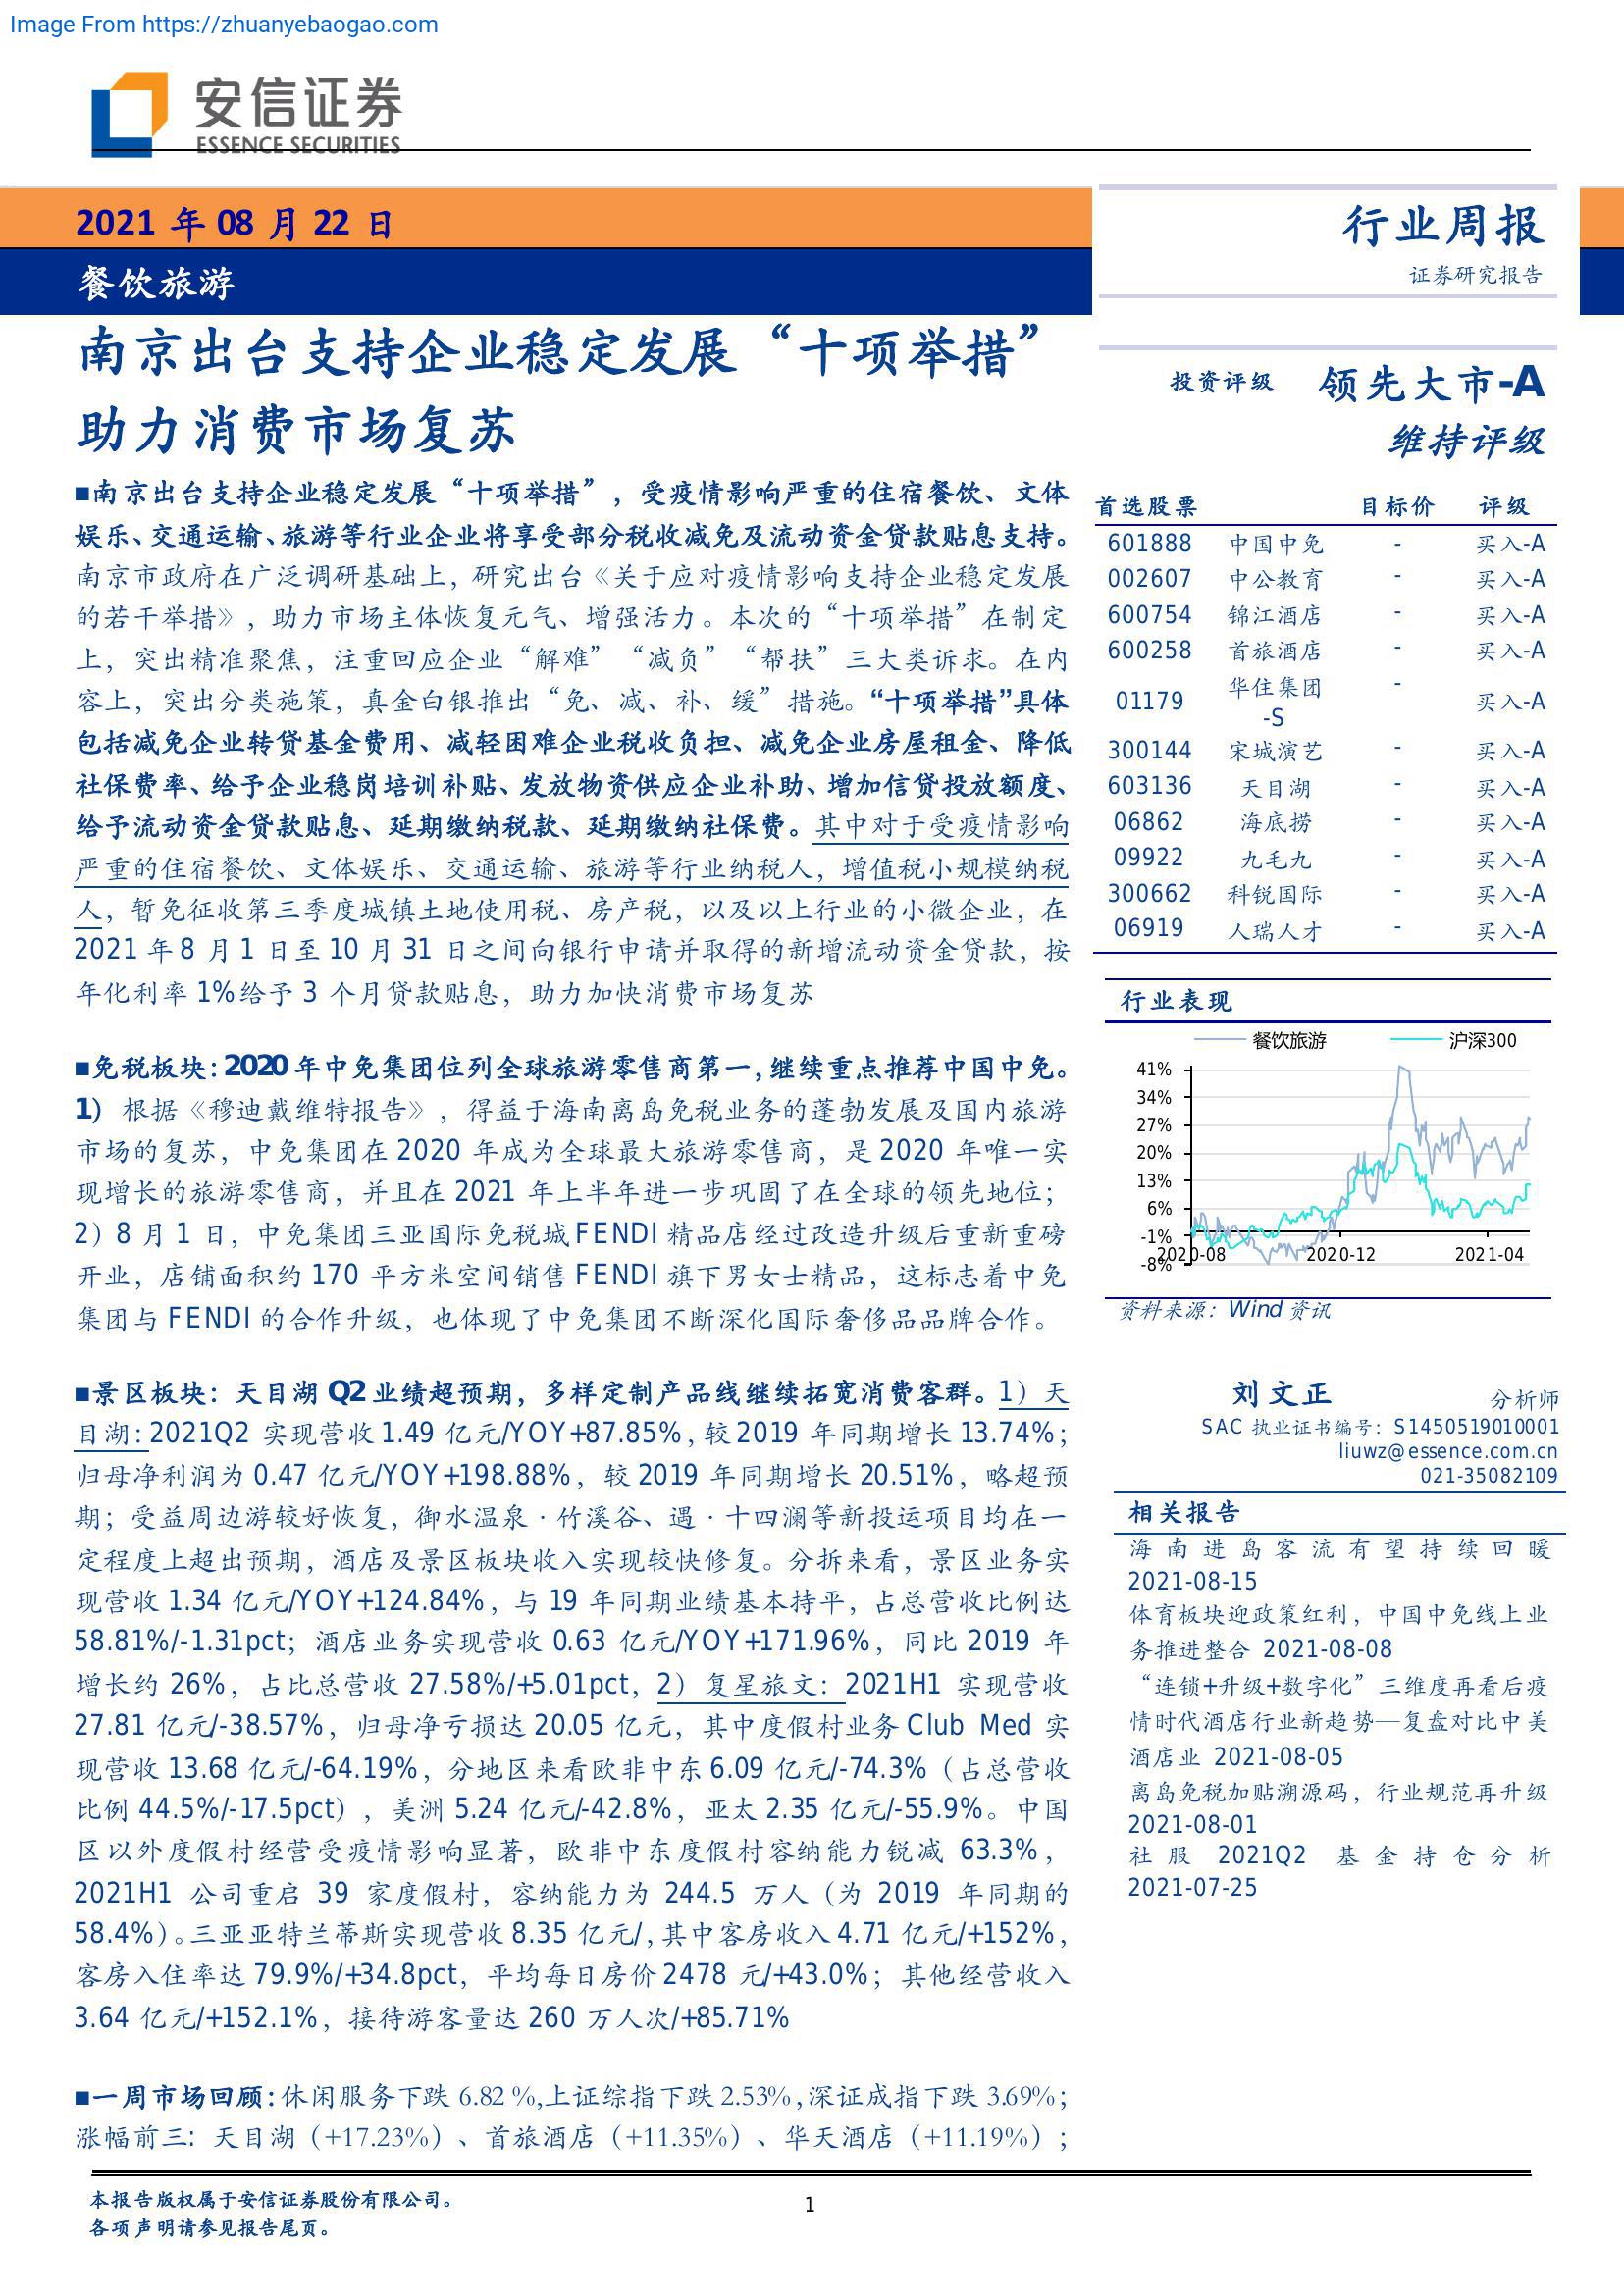 Image From https://zhuanyebaogao.com
安信证券
ESSENCE SECURITIES
2021 年 08 月 22 日
餐饮旅游
行业周报
证券研究报告
南京出台支持企业稳定发展“十项举措”
助力消费市场复苏
■南京出台支持企业稳定发展“十项举措”，受疫情影响严重的住宿餐饮、文体
娱乐、交通运输、旅游等行业企业将享受部分税收减免及流动资金贷款贴息支持。
南京市政府在广泛调研基础上，研究出台《关于应对疫情影响支持企业稳定发展
的若干举措》，助力市场主体恢复元气、增强活力。本次的“十项举措”在制定
上，突出精准聚焦，注重回应企业“解难”“减负”“帮扶”三大类诉求。在内
容上，突出分类施策，真金白银推出“免、减、补、缓”措施。“十项举措”具体
包括减免企业转贷基金费用、减轻困难企业税收负担、减免企业房屋租金、降低
社保费率、给予企业稳岗培训补贴、发放物资供应企业补助、增加信贷投放额度、
给予流动资金贷款贴息、延期缴纳税款、延期缴纳社保费。其中对于受疫情影响
严重的住宿餐饮、文体娱乐、交通运输、旅游等行业纳税人，增值税小规模纳税
人，暂免征收第三季度城镇土地使用税、房产税，以及以上行业的小微企业，在
2021 年 8 月 1 日至 10 月 31 日之间向银行申请并取得的新增流动资金贷款，按
年化利率 1%给予 3 个月贷款贴息，助力加快消费市场复苏
■免税板块：2020 年中免集团位列全球旅游零售商第一，继续重点推荐中国中免。
1）根据《穆迪戴维特报告》，得益于海南离岛免税业务的蓬勃发展及国内旅游
市场的复苏，中免集团在 2020 年成为全球最大旅游零售商，是 2020 年唯一实
现增长的旅游零售商，并且在 2021 年上半年进一步巩固了在全球的领先地位；
2）8 月 1 日，中免集团三亚国际免税城 FENDI 精品店经过改造升级后重新重磅
开业，店铺面积约 170 平方米空间销售 FENDI 旗下男女士精品，这标志着中免
集团与 FENDI 的合作升级，也体现了中免集团不断深化国际奢侈品品牌合作。
■景区板块：天目湖 Q2 业绩超预期，多样定制产品线继续拓宽消费客群。1）天
目湖：2021Q2 实现营收 1.49 亿元/YOY+87.85%，较 2019 年同期增长 13.74%；
归母净利润为 0.47 亿元/YOY+198.88%，较 2019 年同期增长 20.51%，略超预
期；受益周边游较好恢复，御水温泉·竹溪谷、遇·十四澜等新投运项目均在一
定程度上超出预期，酒店及景区板块收入实现较快修复。分拆来看，景区业务实
现营收 1.34 亿元/YOY+124.84%，与 19 年同期业绩基本持平，占总营收比例达
58.81%/-1.31pct；酒店业务实现营收 0.63 亿元/YOY+171.96%，同比 2019 年
增长约 26%，占比总营收 27.58%/+5.01pct，2）复星旅文：2021H1 实现营收
27.81 亿元/-38.57%，归母净亏损达 20.05 亿元，其中度假村业务 Club Med 实
现营收 13.68 亿元/-64.19%，分地区来看欧非中东 6.09 亿元/-74.3%（占总营收
比例 44.5%/-17.5pct），美洲 5.24 亿元/-42.8%，亚太 2.35 亿元/-55.9%。中国
区以外度假村经营受疫情影响显著，欧非中东度假村容纳能力锐减 63.3%，
2021H1 公司重启 39 家度假村，容纳能力为 244.5 万人（为 2019 年同期的
58.4%）。三亚亚特兰蒂斯实现营收 8.35 亿元/，其中客房收入 4.71 亿元/+152%，
客房入住率达 79.9%/+34.8pct，平均每日房价 2478 元/+43.0%；其他经营收入
3.64 亿元/+152.1%，接待游客量达 260 万人次/+85.71%
■一周市场回顾：休闲服务下跌 6.82 %,上证综指下跌 2.53%,深证成指下跌 3.69%；
涨幅前三：天目湖（+17.23%）、首旅酒店（+11.35%）、华天酒店（+11.19%）；
投资评级 领先大市-A
维持评级
首选股票 目标价 评级
601888 中国中免 - 买入-A
002607 中公教育 - 买入-A
600754 锦江酒店 - 买入-A
600258 首旅酒店 - 买入-A
01179 华住集团-S - 买入-A
300144 宋城演艺 - 买入-A
603136 天目湖 - 买入-A
06862 海底捞 - 买入-A
09922 九毛九 - 买入-A
300662 科锐国际 - 买入-A
06919 人瑞人才 - 买入-A
行业表现
餐饮旅游 沪深300
41%
34%
27%
20%
13%
6%
-1%
-8%
2020-08 2020-12 2021-04
资料来源：Wind 资讯
刘文正 分析师
SAC 执业证书编号：S1450519010001
liuwz@essence.com.cn
021-35082109
相关报告
海南进岛客流有望持续回暖
2021-08-15
体育板块迎政策红利，中国中免线上业
务推进整合 2021-08-08
“连锁+升级+数字化”三维度再看后疫
情时代酒店行业新趋势—复盘对比中美
酒店业 2021-08-05
离岛免税加贴溯源码，行业规范再升级
2021-08-01
社服 2021Q2 基金持仓分析
2021-07-25
本报告版权属于安信证券股份有限公司。
各项声明请参见报告尾页。
1